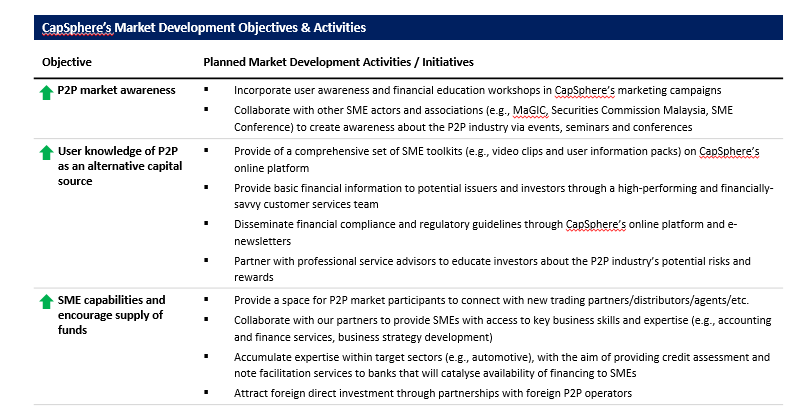 CapSphere's Market Development Objectives & Activities
Objective Planned Market Development Activities / Initiatives
P2P market awareness
▪ Incorporate user awareness and financial education workshops in CapSphere's marketing campaigns
▪ Collaborate with other SME actors and associations (e.g., MaGIC, Securities Commission Malaysia, SME
Conference) to create awareness about the P2P industry via events, seminars and conferences
User knowledge of P2P
as an alternative capital
source
▪ Provide of a comprehensive set of SME toolkits (e.g., video clips and user information packs) on CapSphere's
online platform
▪ Provide basic financial information to potential issuers and investors through a high-performing and financially-
savvy customer services team
▪ Disseminate financial compliance and regulatory guidelines through CapSphere's online platform and e-
newsletters
▪ Partner with professional service advisors to educate investors about the P2P industry's potential risks and
rewards
SME capabilities and
encourage supply of
funds
▪ Provide a space for P2P market participants to connect with new trading partners/distributors/agents/etc.
▪ Collaborate with our partners to provide SMEs with access to key business skills and expertise (e.g., accounting
and finance services, business strategy development)
▪ Accumulate expertise within target sectors (e.g., automotive), with the aim of providing credit assessment and
note facilitation services to banks that will catalyse availability of financing to SMEs
▪ Attract foreign direct investment through partnerships with foreign P2P operators